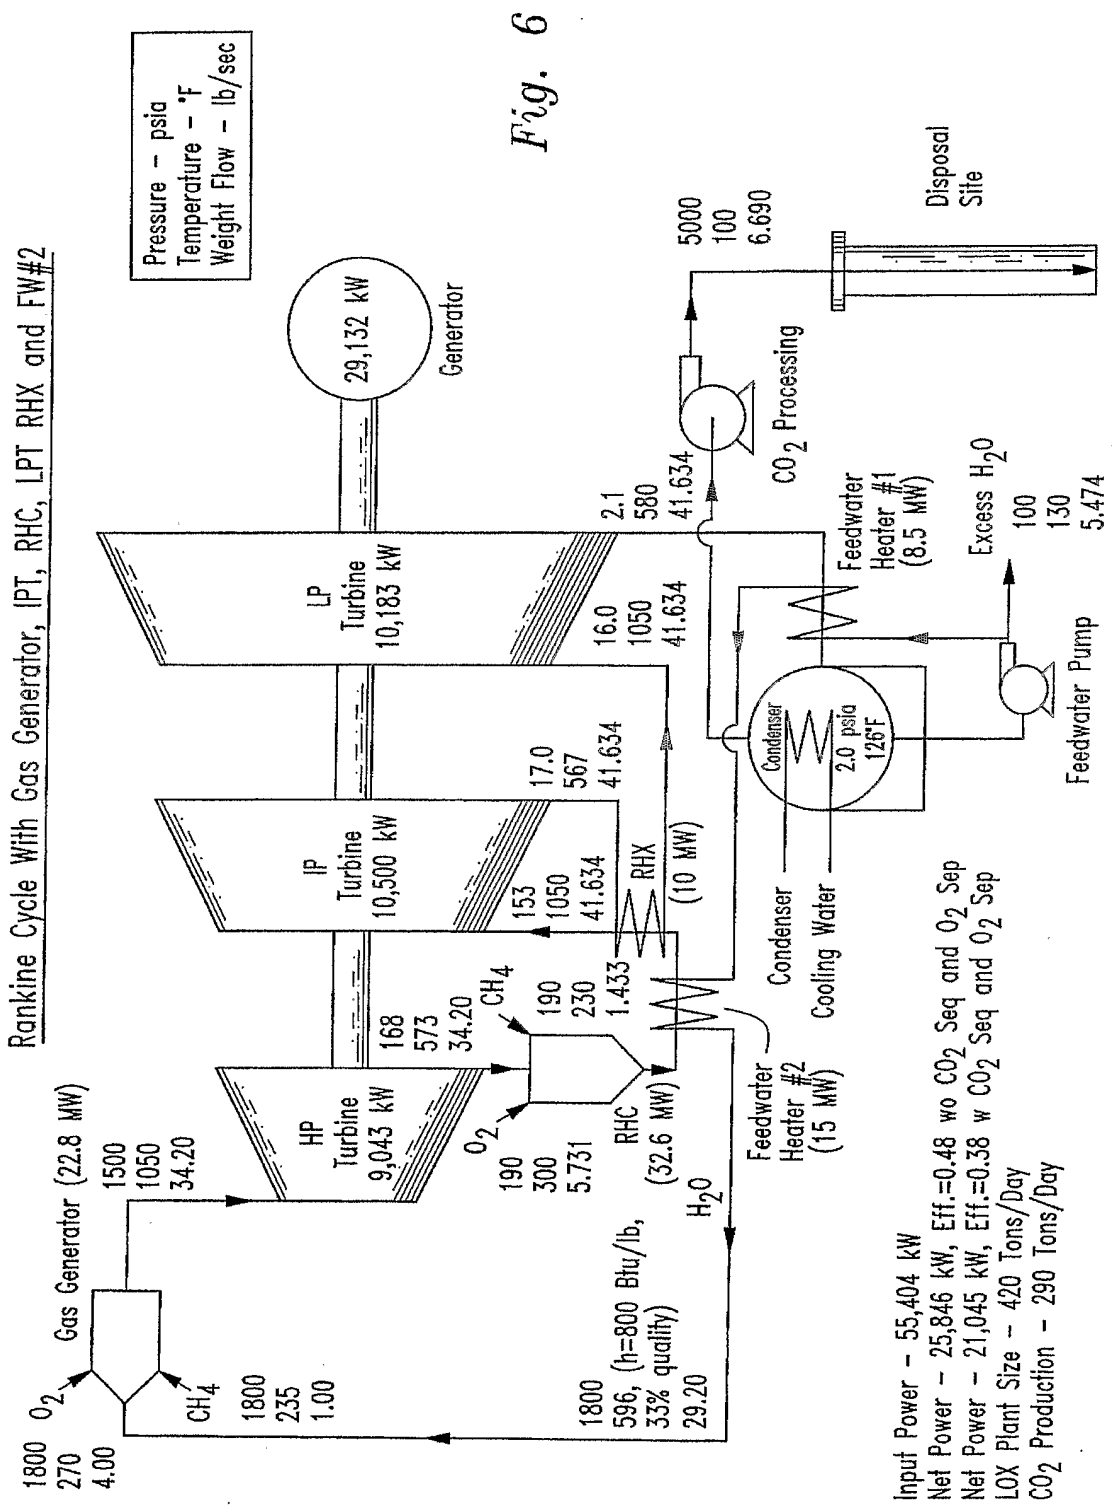 Rankine Cycle With Gas Generator, IPT, RHC, LPT RHX and FW#2
Pressure – psia
Temperature – °F
Weight Flow – lb/sec
Fig. 6
1800
270
4.00
O2
Gas Generator (22.8 MW)
CH4
1800
235
1.00
1500
1050
34.20
HP
Turbine
9,043 kW
168
573
34.20
O2
190
300
5.731
CH4
190
230
1.433
RHC
(32.6 MW)
IP
Turbine
10,500 kW
153
1050
41.634
17.0
567
41.634
RHX
(10 MW)
LP
Turbine
10,183 kW
16.0
1050
41.634
2.1
580
41.634
29,132 kW
Generator
H2O
1800
596, (h=800 Btu/lb,
33% quality)
29.20
Feedwater
Heater #2
(15 MW)
Condenser
2.0 psia
126°F
Condenser
Cooling Water
Feedwater
Heater #1
(8.5 MW)
CO2 Processing
5000
100
6.690
Disposal
Site
Feedwater Pump
Excess H2O
100
130
5.474
Input Power – 55,404 kW
Net Power – 25,846 kW, Eff.=0.48 wo CO2 Seq and O2 Sep
Net Power – 21,045 kW, Eff.=0.38 w CO2 Seq and O2 Sep
LOX Plant Size – 420 Tons/Day
CO2 Production – 290 Tons/Day